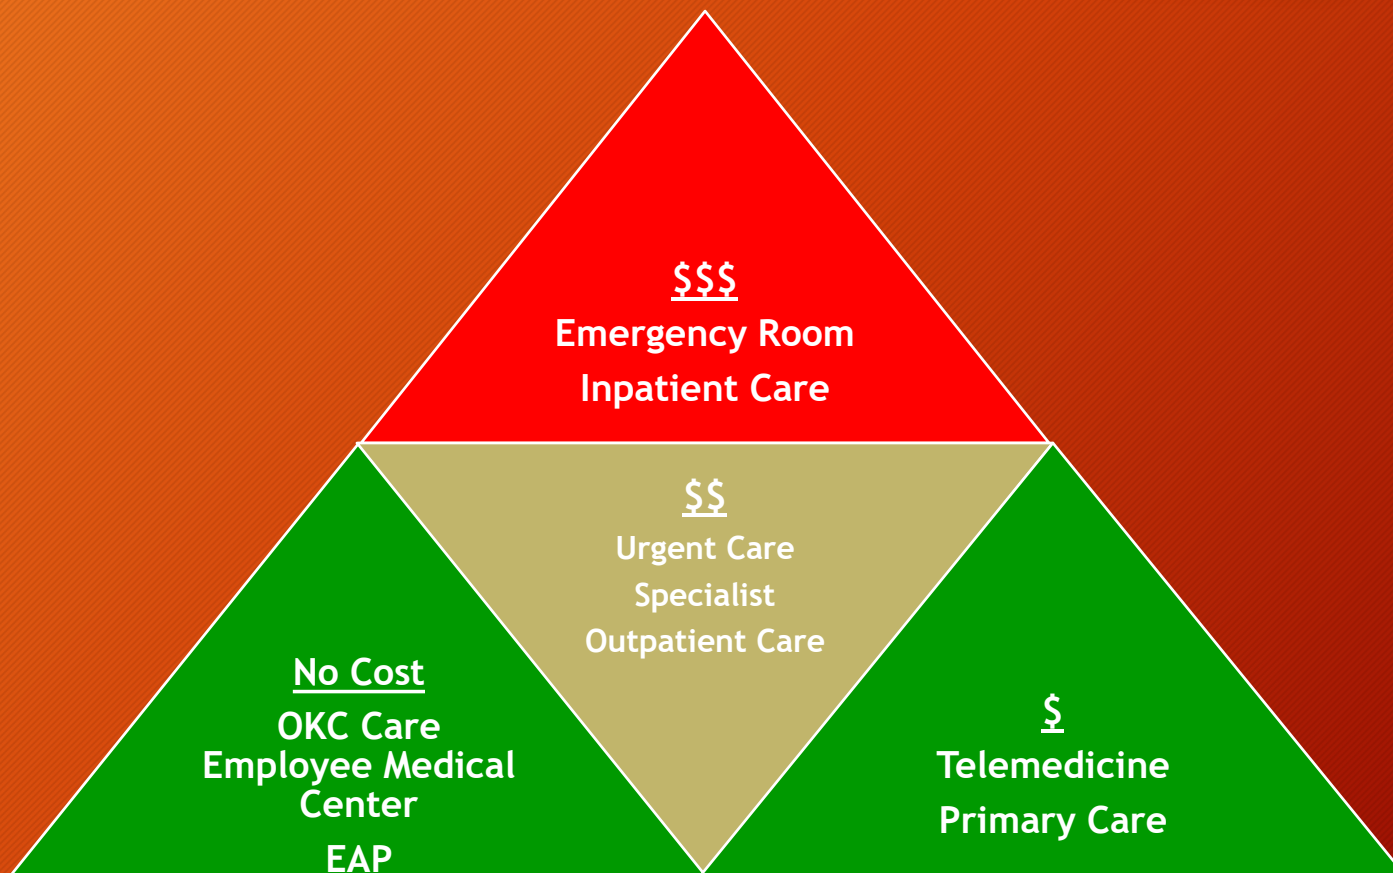 $$$
Emergency Room
Inpatient Care
$$
Urgent Care
Specialist
Outpatient Care
No Cost
OKC Care
Employee Medical
Center
EAP
$
Telemedicine
Primary Care